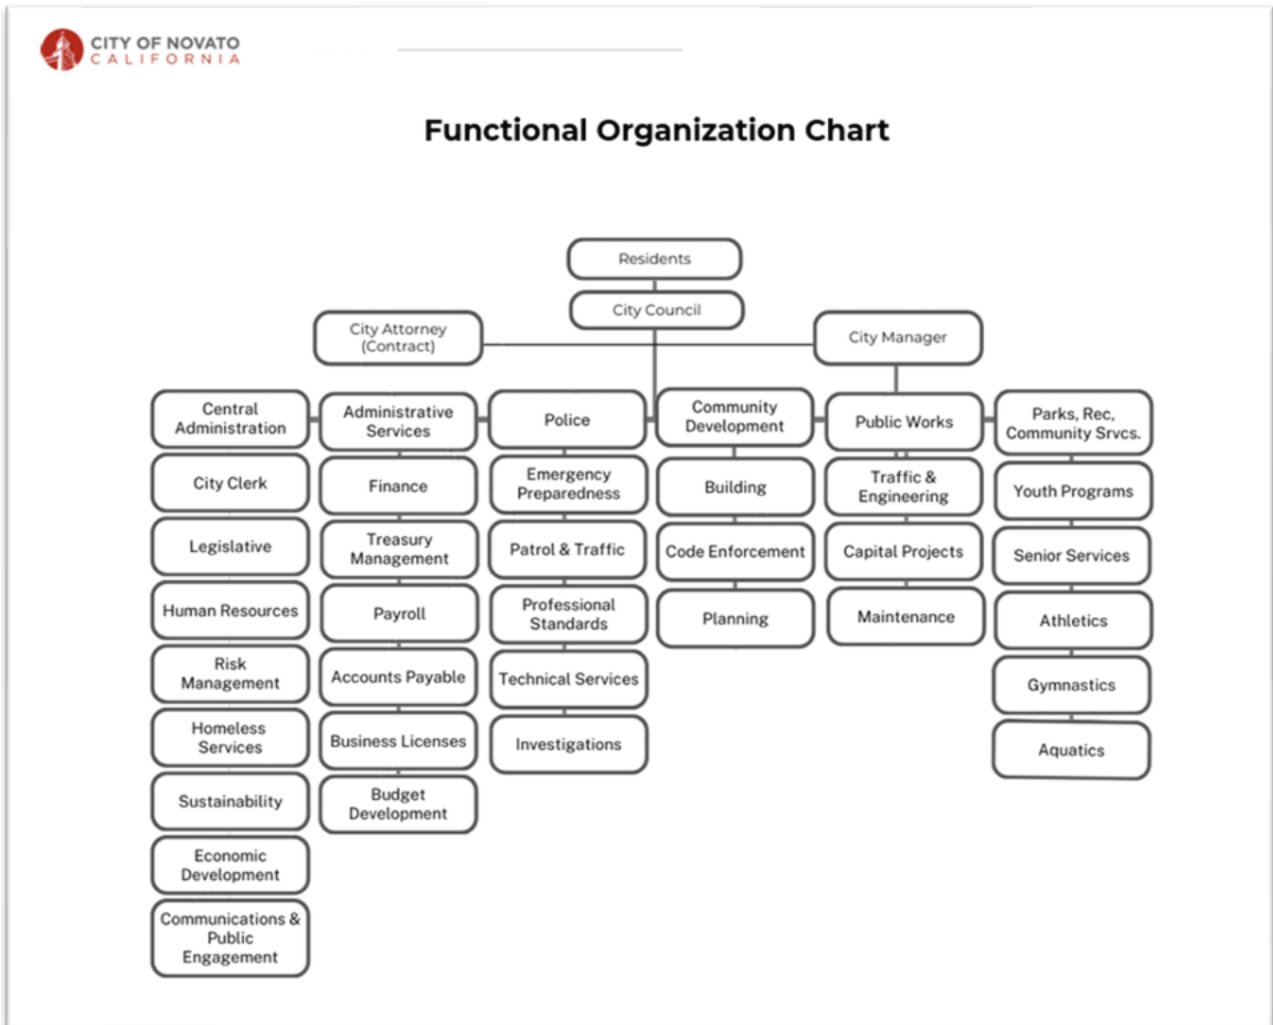 CITY OF NOVATO
CALIFORNIA
Functional Organization Chart
Residents
City Council
City Attorney
(Contract)
City Manager
Central
Administration
Administrative
Services
Police
Community
Development
Public Works
Parks, Rec,
Community Srvcs.
City Clerk
Legislative
Human Resources
Risk
Management
Homeless
Services
Sustainability
Economic
Development
Communications &
Public
Engagement
Finance
Treasury
Management
Payroll
Accounts Payable
Business Licenses
Budget
Development
Emergency
Preparedness
Patrol & Traffic
Professional
Standards
Technical Services
Investigations
Building
Code Enforcement
Planning
Traffic &
Engineering
Capital Projects
Maintenance
Youth Programs
Senior Services
Athletics
Gymnastics
Aquatics